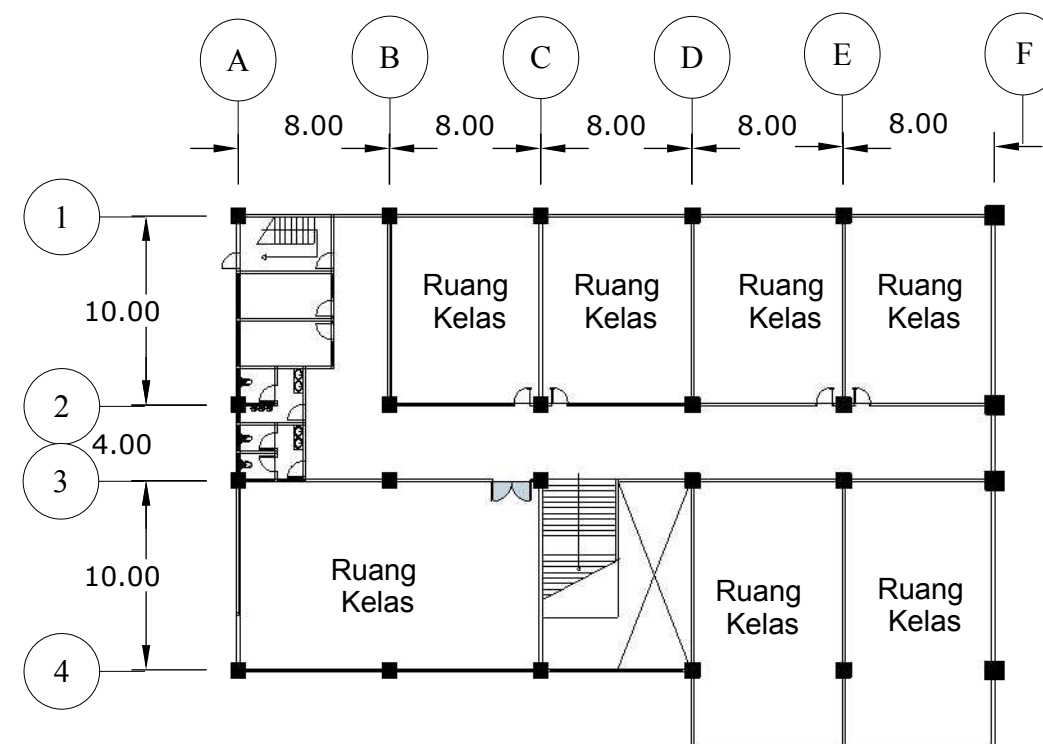 A B C D E F
8.00 8.00 8.00 8.00 8.00
1
10.00
Ruang
Kelas
Ruang
Kelas
Ruang
Kelas
Ruang
Kelas
2
4.00
3
10.00
Ruang
Kelas
Ruang
Kelas
Ruang
Kelas
4